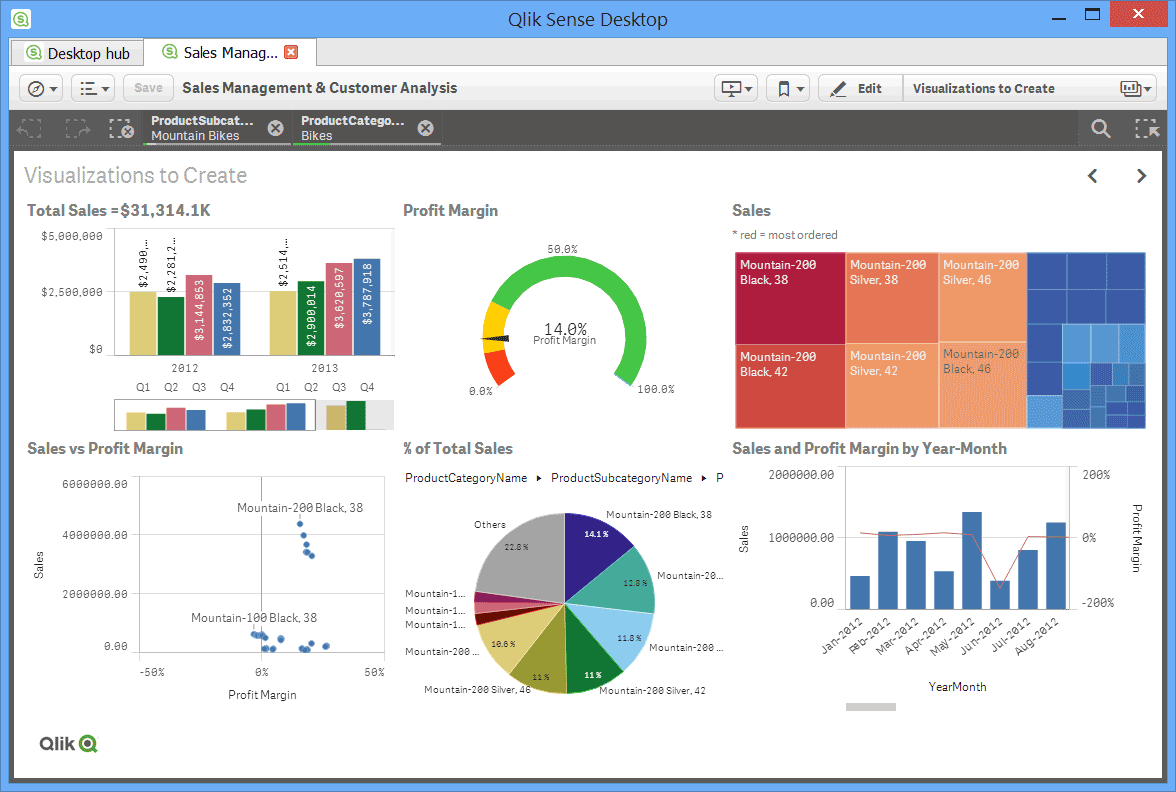 Qlik Sense Desktop
Desktop hub
Sales Manag...
Save
Sales Management & Customer Analysis
Edit
Visualizations to Create
ProductSubcat...
Mountain Bikes
ProductCatego...
Bikes
Visualizations to Create
Total Sales =$31,314.1K
$5,000,000
$2,500,000
$0
$2,490,...
$2,281,2...
$3,144,853
$2,832,352
$2,514,...
$2,900,014
$3,620,597
$3,787,918
2012
2013
Q1 Q2 Q3 Q4
Q1 Q2 Q3 Q4
Profit Margin
50.0%
14.0%
Profit Margin
0.0%
100.0%
Sales
* red = most ordered
Mountain-200
Black, 38
Mountain-200
Silver, 38
Mountain-200
Silver, 46
Mountain-200
Black, 42
Mountain-200
Silver, 42
Mountain-200
Black, 46
Sales vs Profit Margin
6000000.00
4000000.00
2000000.00
0.00
Sales
Mountain-200 Black, 38
Mountain-100 Black, 38
-50%
0%
50%
Profit Margin
% of Total Sales
ProductCategoryName
ProductSubcategoryName
P
Others
22.8%
Mountain-200 Black, 38
14.1%
Mountain-20...
12.8%
Mountain-200 ...
11.8%
Mountain-200 Silver, 42
11%
Mountain-200 Silver, 46
11%
Mountain-200 ...
10.6%
Mountain-1...
Mountain-1...
Mountain-1...
Sales and Profit Margin by Year-Month
2000000.00
1000000.00
0.00
Sales
200%
0%
-200%
Profit Margin
Jan-2012
Feb-2012
Mar-2012
Apr-2012
May-2012
Jun-2012
Jul-2012
Aug-2012
YearMonth
Qlik